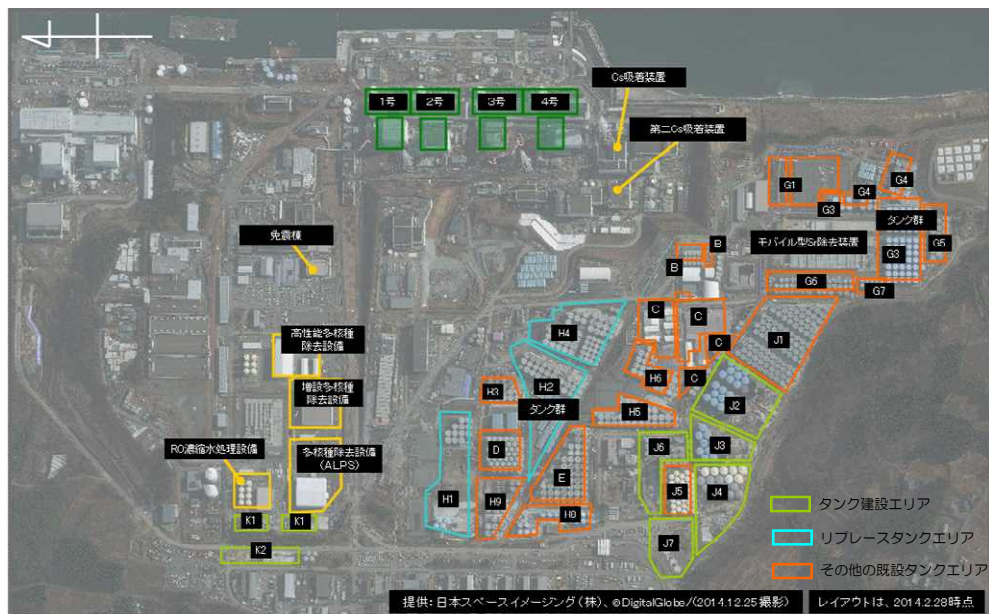 1号
2号
3号
4号
Cs吸着装置
第二Cs吸着装置
免震棟
G1
G4
G4
G3
タンク群
モバイル型Sr除去装置
G3
G5
G6
G7
B
B
C
C
C
C
J1
H4
H2
タンク群
H3
H6
H5
D
E
H1
H9
H8
J2
J3
J6
J5
J4
J7
高性能多核種
除去設備
増設多核種
除去設備
RO濃縮水処理設備
多核種除去設備
(ALPS)
K1
K1
K2
タンク建設エリア
リプレースタンクエリア
その他の既設タンクエリア
提供:日本スペースイメージング(株)、©DigitalGlobe/(2014.12.25撮影)
レイアウトは、2014.2.28時点